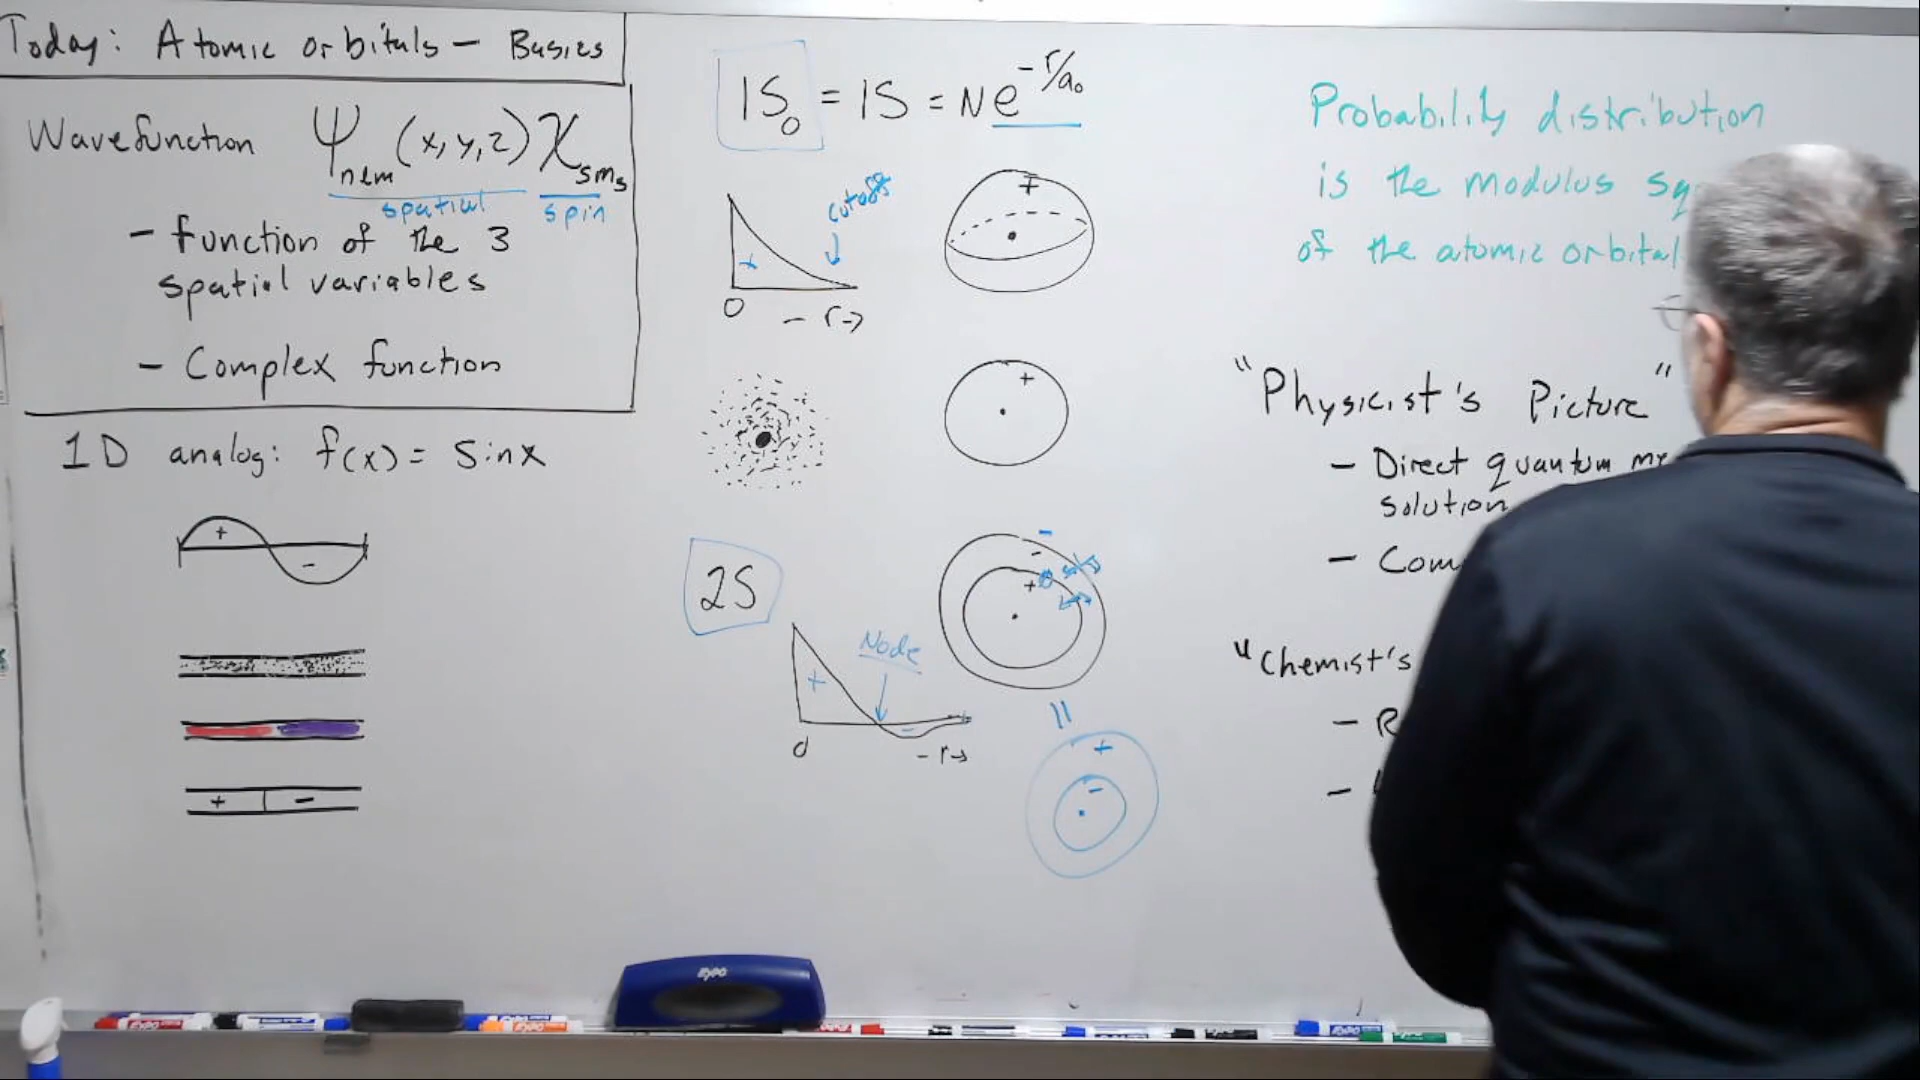 Today: Atomic orbitals – Basics
Wavefunction ψnlm (x,y,z) χsms
spatial spin
- function of the 3
spatial variables
- Complex function
1D analog: f(x) = sinx
+
-
+ -
1S0 = 1S = Ne^-r/a0
cutoff
+
+
0
- r→
+
2S
Node
+
-
0
- r→
-
-
+
=
+
-
Probability distribution
is the modulus
of the atomic orbital
"Physicist's Picture"
- Direct quantum
solution
-
"Chemist's
-
-
EXPO